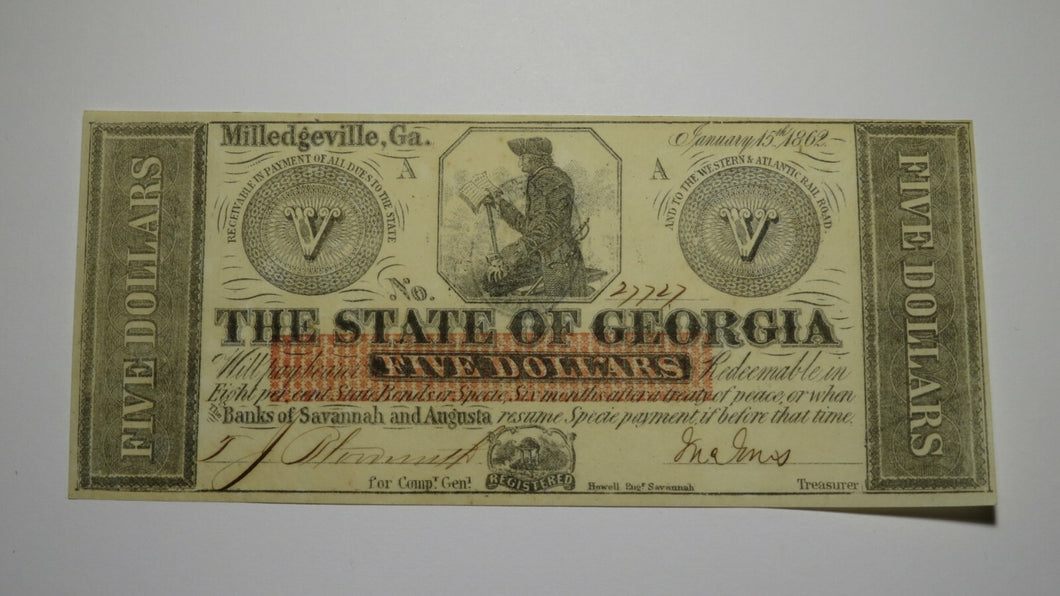 FIVE DOLLARS
Milledgeville, Ga.
January 15th 1862
RECEIVABLE IN PAYMENT OF ALL DUES TO THE STATE
A
A
AND TO THE WESTERN & ATLANTIC RAIL ROAD.
V
V
No. 27727
THE STATE OF GEORGIA
Will pay bearer FIVE DOLLARS Redeemable in
Eight per cent State Bonds or Specie, Six months after a treaty of peace, or when
the Banks of Savannah and Augusta resume Specie payment, if before that time.
for Compt. Genl.
REGISTERED
Howell Engr. Savannah
Jno Jones
Treasurer
FIVE DOLLARS